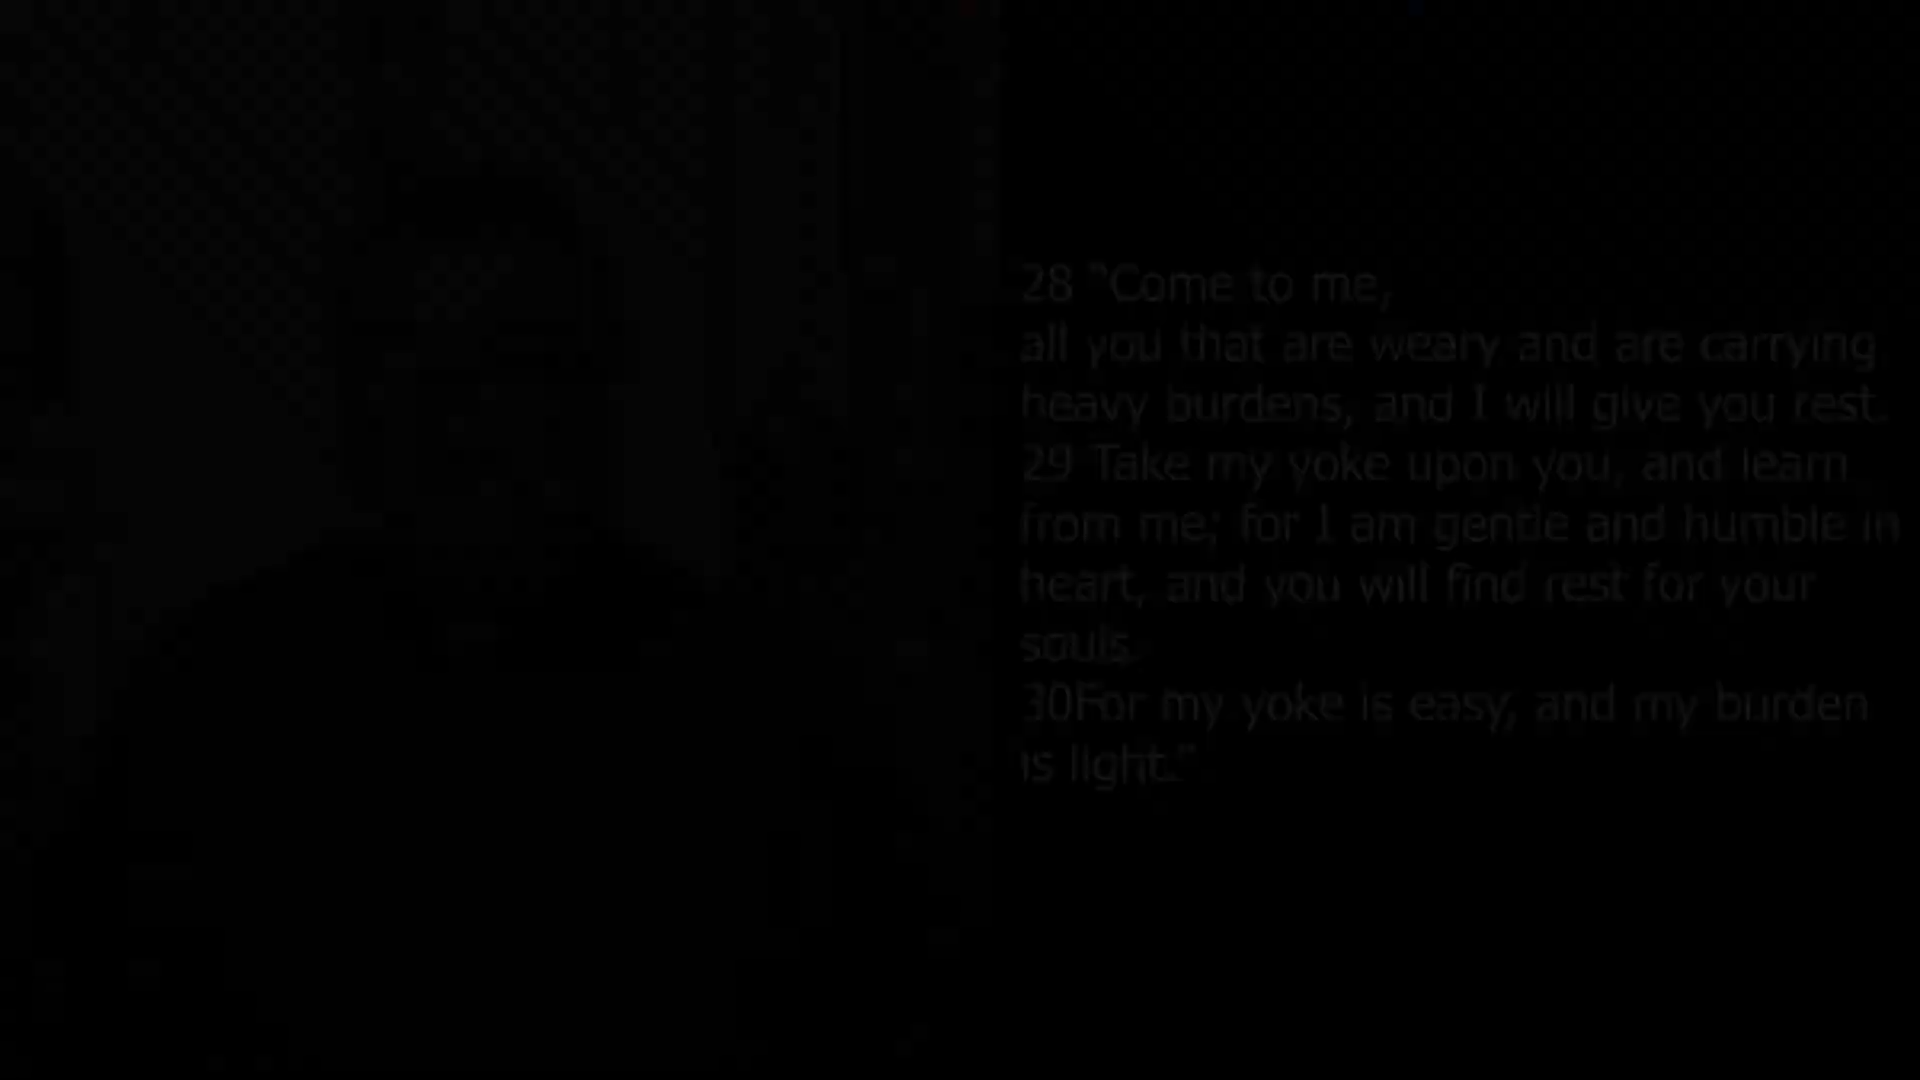 28 "Come to me,
all you that are weary and are carrying
heavy burdens, and I will give you rest.
29 Take my yoke upon you, and learn
from me; for I am gentle and humble in
heart, and you will find rest for your
souls.
30For my yoke is easy, and my burden
is light."